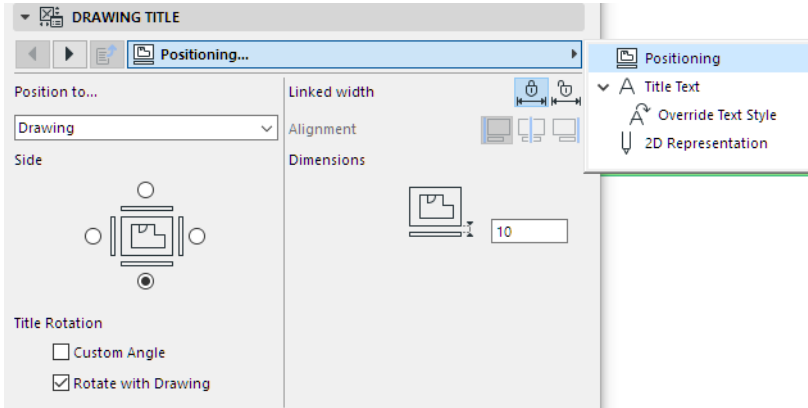 DRAWING TITLE
Positioning...
Position to...
Drawing
Side
Title Rotation
Custom Angle
Rotate with Drawing
Linked width
Alignment
Dimensions
10
Positioning
Title Text
Override Text Style
2D Representation